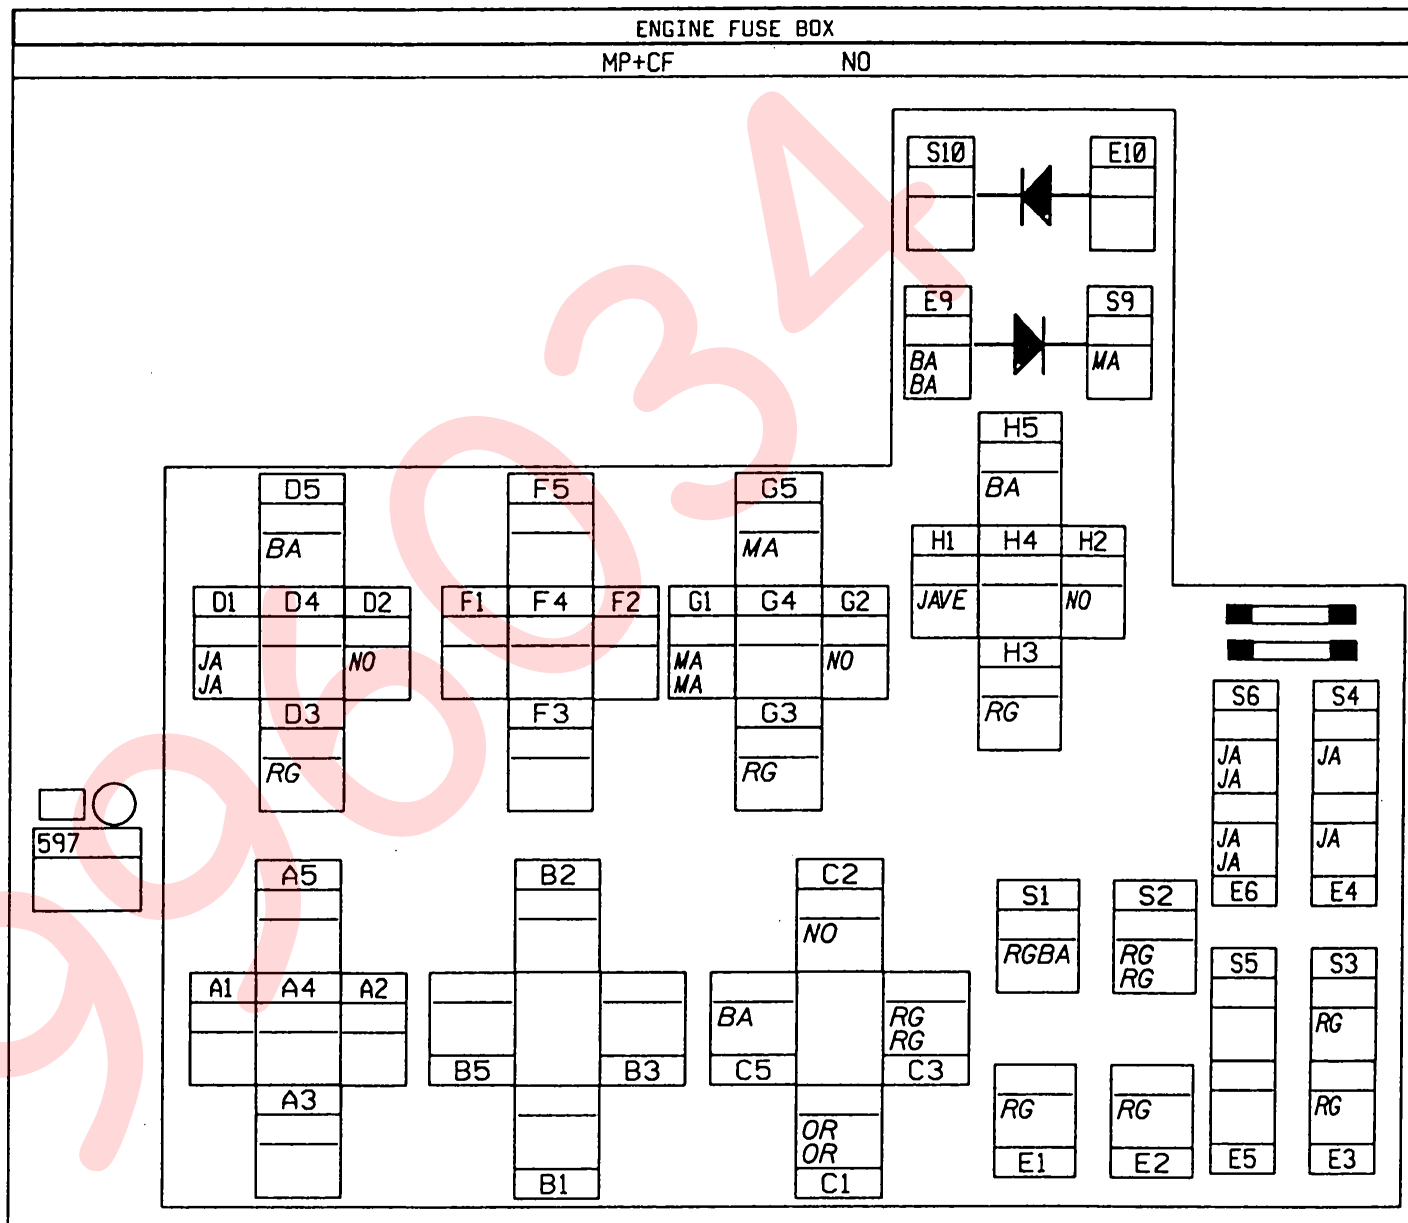 ENGINE FUSE BOX
MP+CF NO
S10 E10
E9 S9
BA MA
BA
H5
BA
D5 F5 G5
BA MA
H1 H4 H2
JAVE NO
D1 D4 D2 F1 F4 F2 G1 G4 G2
JA NO MA NO
JA MA
H3
RG
D3 F3 G3
RG RG
S6 S4
JA JA
JA
JA JA
JA
E6 E4
597
A5 B2 C2
NO
S1 S2
RGBA RG
RG
S5 S3
RG
A1 A4 A2
BA RG
RG
B5 B3 C5 C3
A3
OR
OR
B1 C1
RG RG RG
E1 E2 E5 E3
996034